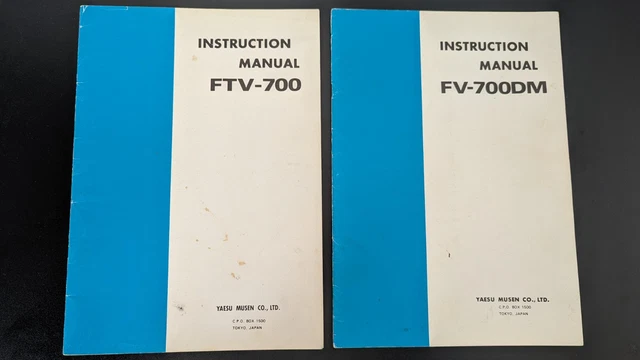 INSTRUCTION
MANUAL
FTV-700
YAESU MUSEN CO., LTD.
C.P.O. BOX 1500
TOKYO, JAPAN
INSTRUCTION
MANUAL
FV-700DM
YAESU MUSEN CO., LTD.
C.P.O. BOX 1500
TOKYO, JAPAN